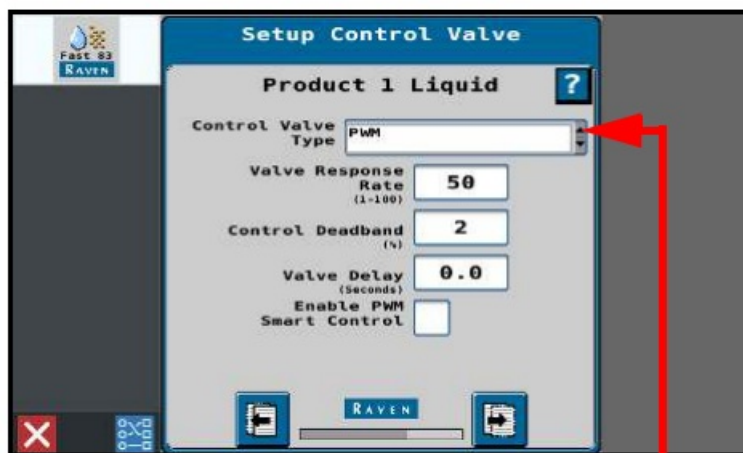 Setup Control Valve
Fast 83
RAVEN
Product 1 Liquid
?
Control Valve
Type
PWM
Valve Response
Rate
(1-100)
50
Control Deadband
(%)
2
Valve Delay
(Seconds)
0.0
Enable PWM
Smart Control
RAVEN